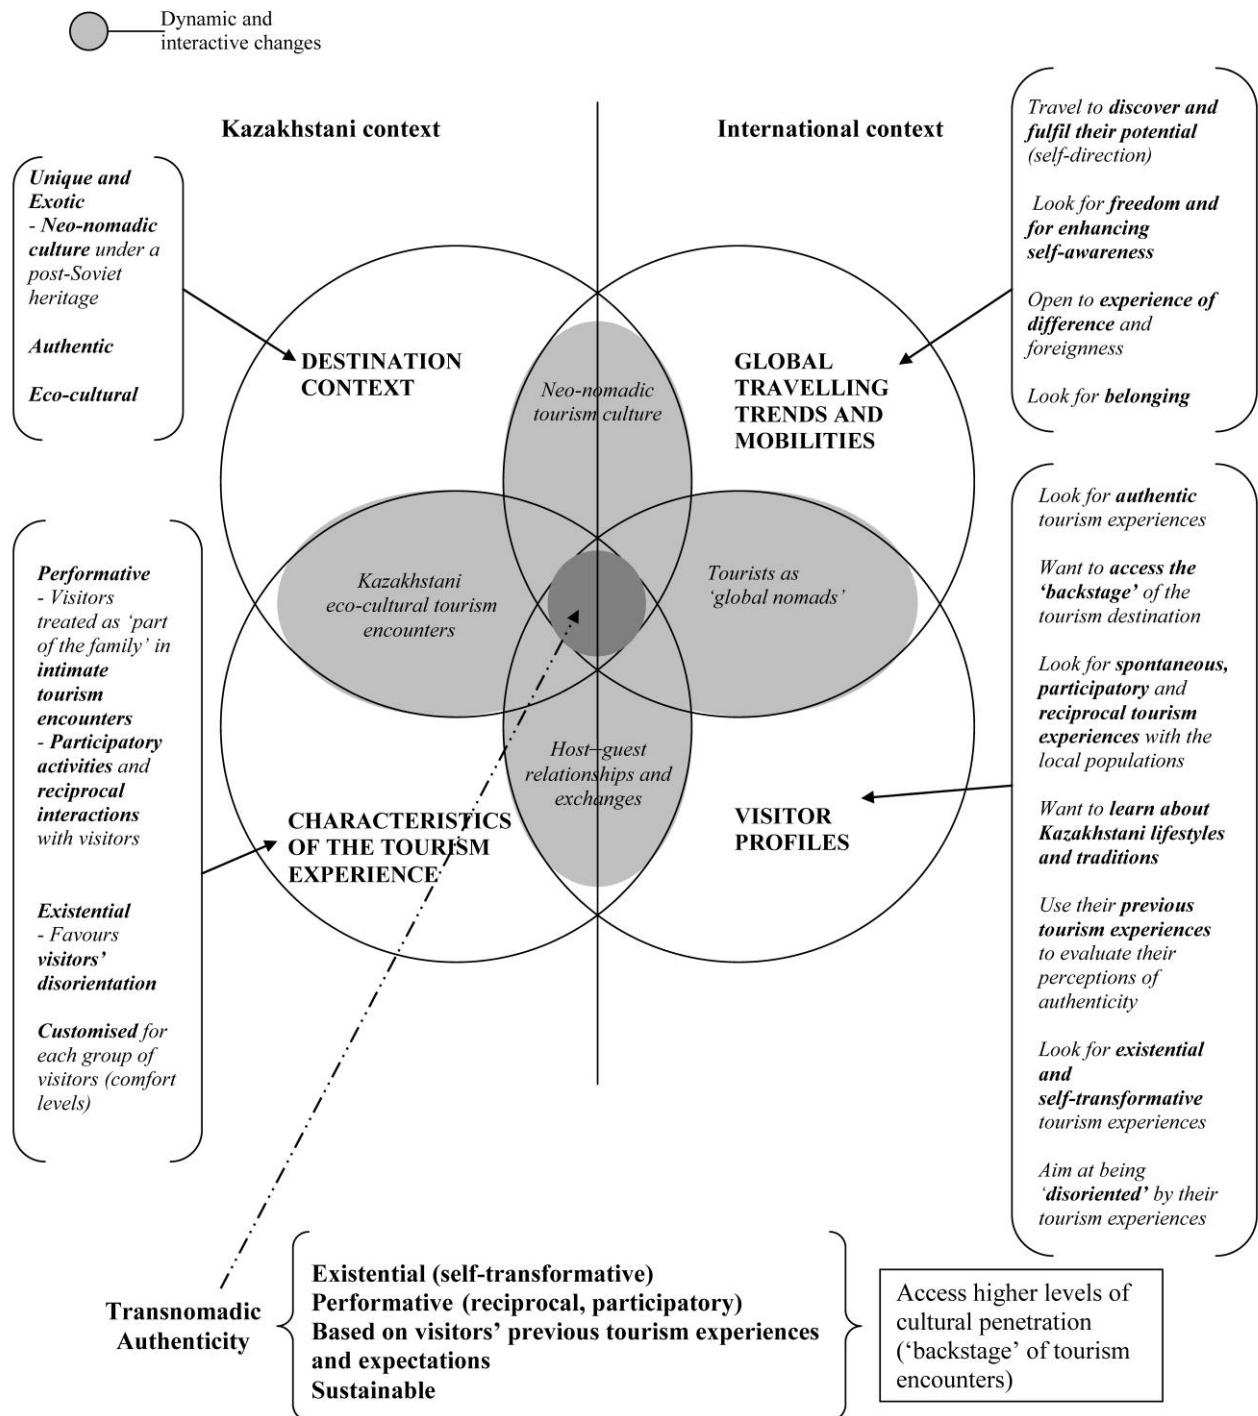 Dynamic and
interactive changes
Kazakhstani context
International context
Unique and
Exotic
- Neo-nomadic
culture under a
post-Soviet
heritage
Authentic
Eco-cultural
Travel to discover and
fulfil their potential
(self-direction)
Look for freedom and
for enhancing
self-awareness
Open to experience of
difference and
foreignness
Look for belonging
DESTINATION
CONTEXT
Neo-nomadic
tourism culture
GLOBAL
TRAVELLING
TRENDS AND
MOBILITIES
Performative
- Visitors
treated as ‘part
of the family’ in
intimate
tourism
encounters
- Participatory
activities and
reciprocal
interactions
with visitors
Existential
- Favours
visitors’
disorientation
Customised for
each group of
visitors (comfort
levels)
Kazakhstani
eco-cultural tourism
encounters
Tourists as
‘global nomads’
Host–guest
relationships and
exchanges
CHARACTERISTICS
OF THE TOURISM
EXPERIENCE
VISITOR
PROFILES
Look for authentic
tourism experiences
Want to access the
‘backstage’ of the
tourism destination
Look for spontaneous,
participatory and
reciprocal tourism
experiences with the
local populations
Want to learn about
Kazakhstani lifestyles
and traditions
Use their previous
tourism experiences
to evaluate their
perceptions of
authenticity
Look for existential
and
self-transformative
tourism experiences
Aim at being
‘disoriented’ by their
tourism experiences
Transnomadic
Authenticity
Existential (self-transformative)
Performative (reciprocal, participatory)
Based on visitors’ previous tourism experiences
and expectations
Sustainable
Access higher levels of
cultural penetration
(‘backstage’ of tourism
encounters)